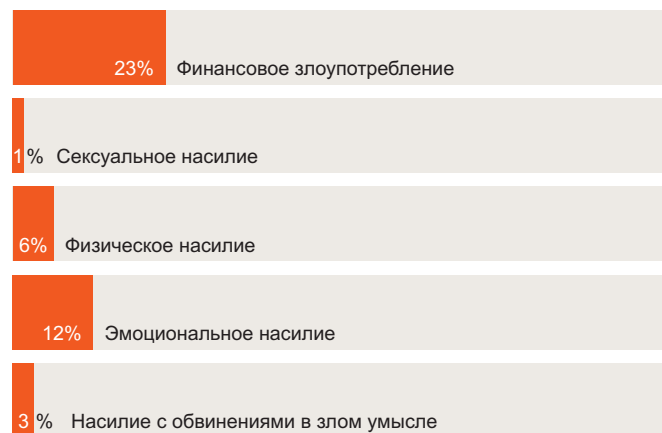 23% Финансовое злоупотребление
1% Сексуальное насилие
6% Физическое насилие
12% Эмоциональное насилие
3% Насилие с обвинениями в злом умысле